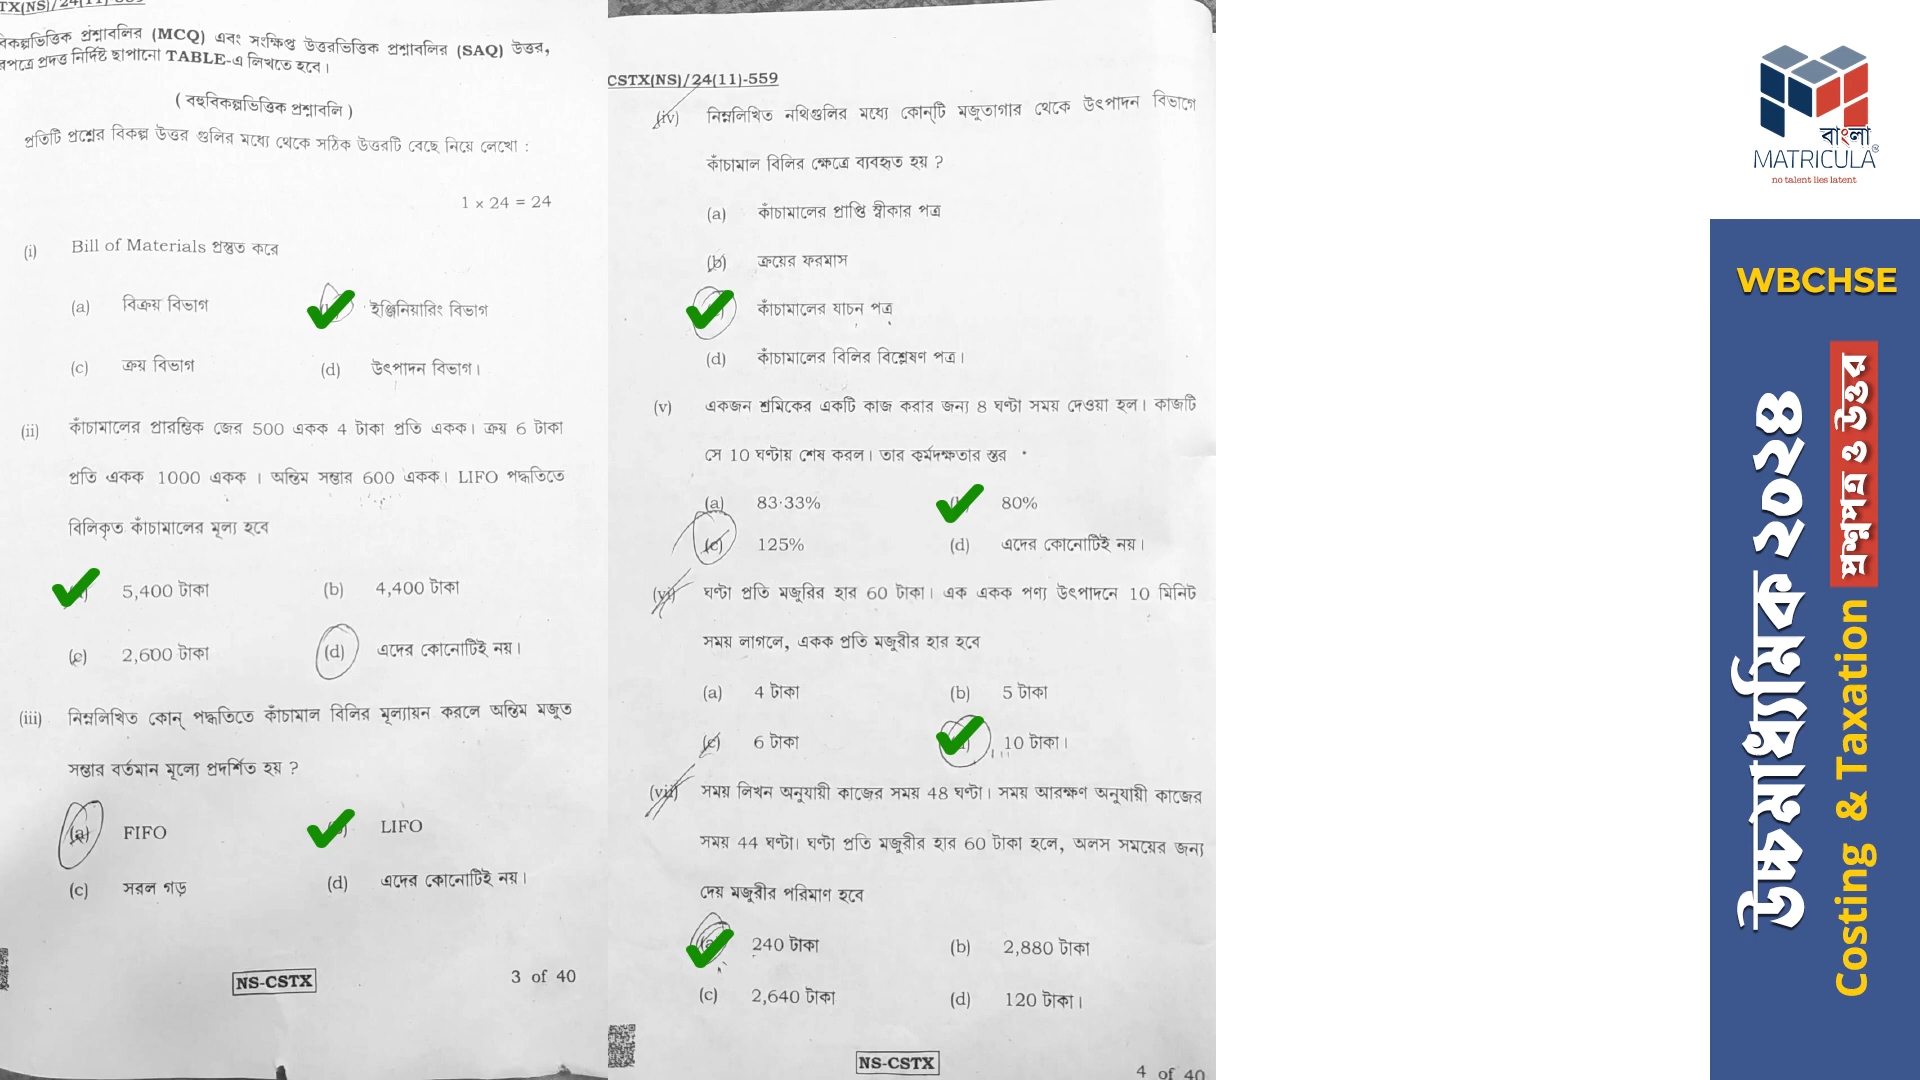 TX(NS)/24(11)-559
বিকল্পভিত্তিক প্রশ্নাবলির (MCQ) এবং সংক্ষিপ্ত উত্তরভিত্তিক প্রশ্নাবলির (SAQ) উত্তর,
প্রদত্ত নির্দিষ্ট ছাপানো TABLE-এ লিখতে হবে।
( বহুবিকল্পভিত্তিক প্রশ্নাবলি )
প্রতিটি প্রশ্নের বিকল্প উত্তর গুলির মধ্যে থেকে সঠিক উত্তরটি বেছে নিয়ে লেখো :
1 × 24 = 24
(i) Bill of Materials প্রস্তুত করে
(a) বিক্রয় বিভাগ ইঞ্জিনিয়ারিং বিভাগ
(c) ক্রয় বিভাগ (d) উৎপাদন বিভাগ।
(ii) কাঁচামালের প্রারম্ভিক জের 500 একক 4 টাকা প্রতি একক। ক্রয় 6 টাকা
প্রতি একক 1000 একক । অন্তিম সম্ভার 600 একক। LIFO পদ্ধতিতে
বিলিকৃত কাঁচামালের মূল্য হবে
5,400 টাকা (b) 4,400 টাকা
(c) 2,600 টাকা (d) এদের কোনোটিই নয়।
(iii) নিম্নলিখিত কোন্ পদ্ধতিতে কাঁচামাল বিলির মূল্যায়ন করলে অন্তিম মজুত
সম্ভার বর্তমান মূল্যে প্রদর্শিত হয় ?
(a) FIFO LIFO
(c) সরল গড় (d) এদের কোনোটিই নয়।
NS-CSTX 3 of 40
CSTX(NS)/24(11)-559
(iv) নিম্নলিখিত নথিগুলির মধ্যে কোন্‌টি মজুতাগার থেকে উৎপাদন বিভাগে
কাঁচামাল বিলির ক্ষেত্রে ব্যবহৃত হয় ?
(a) কাঁচামালের প্রাপ্তি স্বীকার পত্র
(b) ক্রয়ের ফরমাস
কাঁচামালের যাচন পত্র
(d) কাঁচামালের বিলির বিশ্লেষণ পত্র।
(v) একজন শ্রমিকের একটি কাজ করার জন্য 8 ঘণ্টা সময় দেওয়া হল। কাজটি
সে 10 ঘণ্টায় শেষ করল। তার কর্মদক্ষতার স্তর
(a) 83·33% 80%
(c) 125% (d) এদের কোনোটিই নয়।
(vi) ঘণ্টা প্রতি মজুরির হার 60 টাকা। এক একক পণ্য উৎপাদনে 10 মিনিট
সময় লাগলে, একক প্রতি মজুরীর হার হবে
(a) 4 টাকা (b) 5 টাকা
(c) 6 টাকা 10 টাকা।
(vii) সময় লিখন অনুযায়ী কাজের সময় 48 ঘণ্টা। সময় আরক্ষণ অনুযায়ী কাজের
সময় 44 ঘণ্টা। ঘণ্টা প্রতি মজুরীর হার 60 টাকা হলে, অলস সময়ের জন্য
দেয় মজুরীর পরিমাণ হবে
(a) 240 টাকা (b) 2,880 টাকা
(c) 2,640 টাকা (d) 120 টাকা।
NS-CSTX 4 of 40
বাংলা
MATRICULA
no talent lies latent
WBCHSE
উচ্চমাধ্যমিক ২০২৪
Costing & Taxation প্রশ্নপত্র ও উত্তর